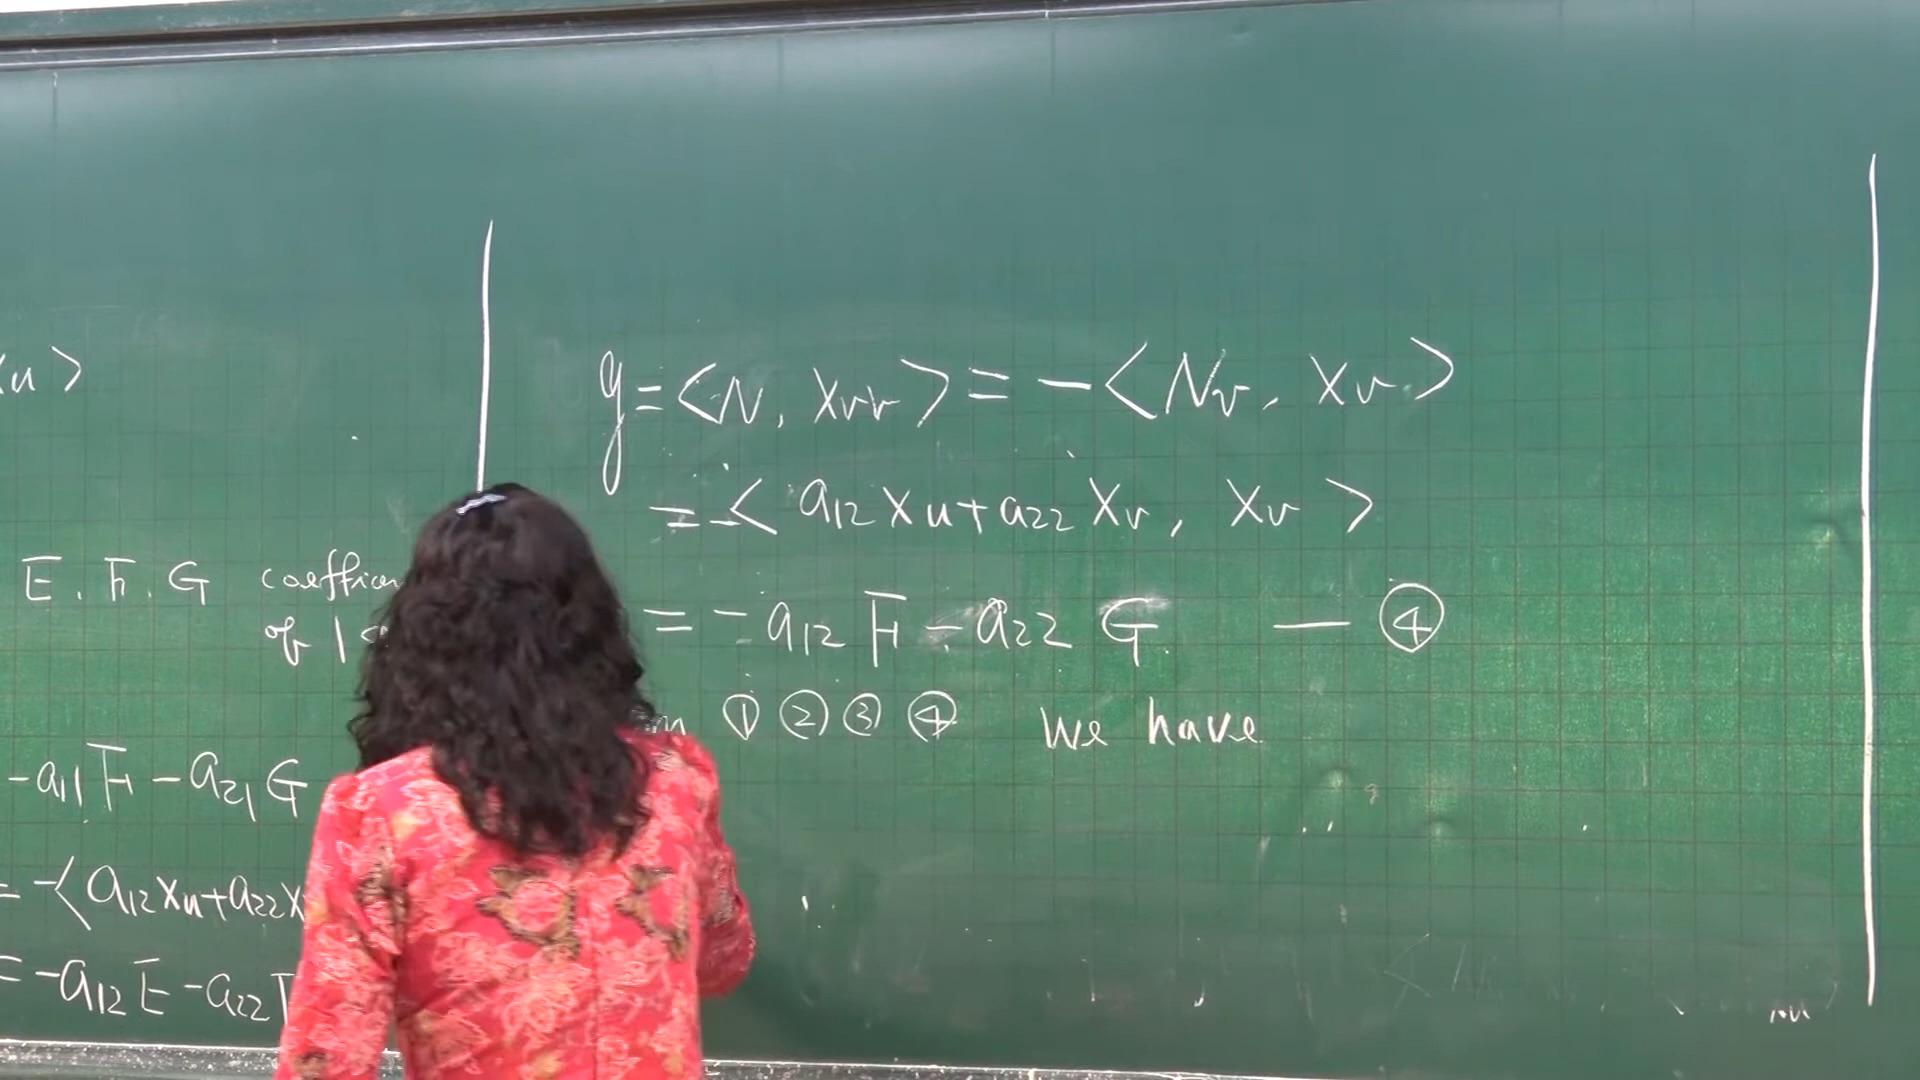 xu >
E, F, G coefficien
of 1
-a11 F - a21 G
= -< a12 xu + a22 x
= -a12 E - a22 F
g = < N, xvv > = - < Nv, xv >
= -< a12 xu + a22 xv, xv >
= -a12 F - a22 G — ④
① ② ③ ④ we have